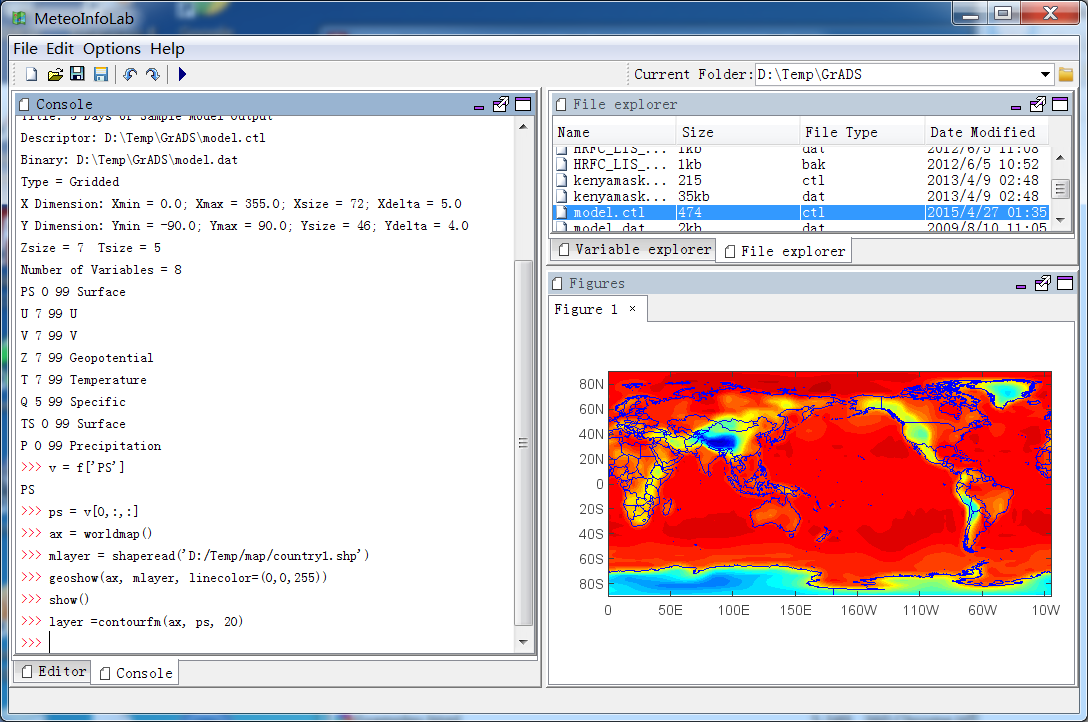 MeteoInfoLab
File Edit Options Help
Current Folder: D:\Temp\GrADS
Console
Title: 5 Days of Sample Model Output
Descriptor: D:\Temp\GrADS\model.ctl
Binary: D:\Temp\GrADS\model.dat
Type = Gridded
X Dimension: Xmin = 0.0; Xmax = 355.0; Xsize = 72; Xdelta = 5.0
Y Dimension: Ymin = -90.0; Ymax = 90.0; Ysize = 46; Ydelta = 4.0
Zsize = 7  Tsize = 5
Number of Variables = 8
PS 0 99 Surface
U 7 99 U
V 7 99 V
Z 7 99 Geopotential
T 7 99 Temperature
Q 5 99 Specific
TS 0 99 Surface
P 0 99 Precipitation
>>> v = f['PS']
PS
>>> ps = v[0,:,:]
>>> ax = worldmap()
>>> mlayer = shaperead('D:/Temp/map/country1.shp')
>>> geoshow(ax, mlayer, linecolor=(0,0,255))
>>> show()
>>> layer =contourfm(ax, ps, 20)
>>>
Editor Console
File explorer
Name Size File Type Date Modified
HRFC_LIS_... 1kb dat 2012/6/5 11:08
HRFC_LIS_... 1kb bak 2012/6/5 10:52
kenyamask... 215 ctl 2013/4/9 02:48
kenyamask... 35kb dat 2013/4/9 02:48
model.ctl 474 ctl 2015/4/27 01:35
model.dat 2kb dat 2009/8/10 11:05
Variable explorer File explorer
Figures
Figure 1 ×
80N
60N
40N
20N
0
20S
40S
60S
80S
0 50E 100E 150E 160W 110W 60W 10W